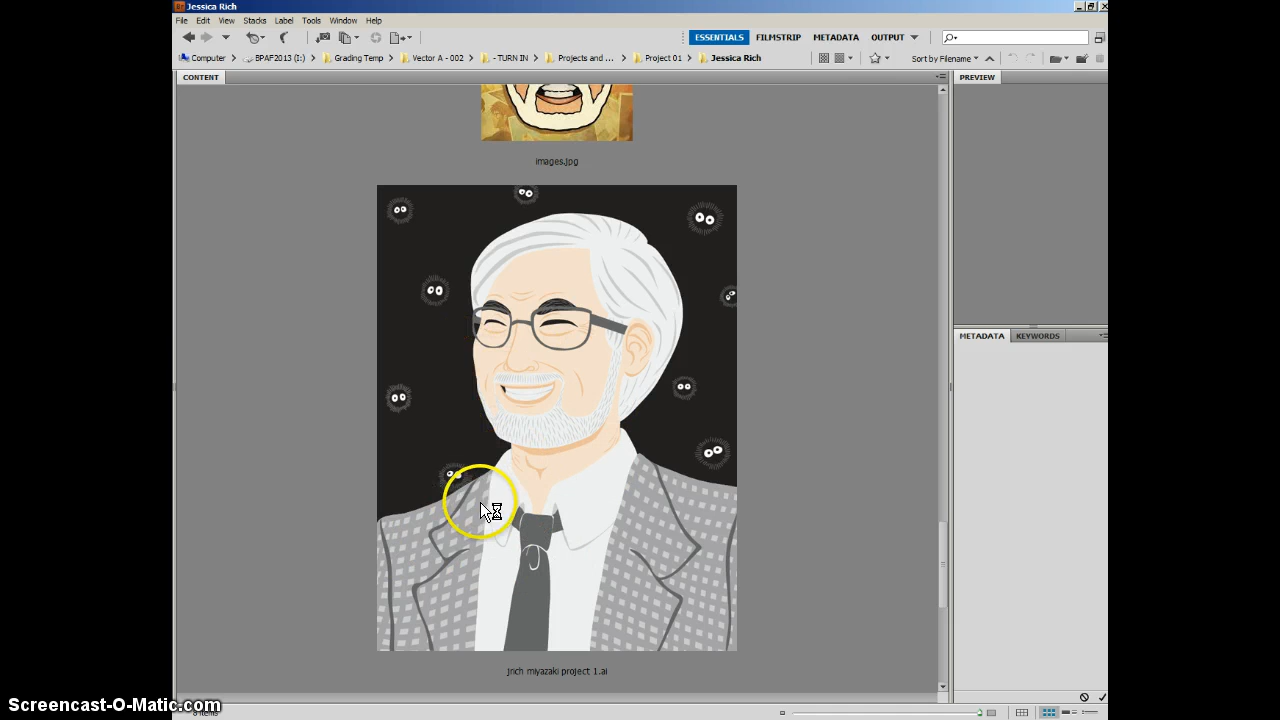 Br Jessica Rich
File Edit View Stacks Label Tools Window Help
ESSENTIALS FILMSTRIP METADATA OUTPUT
Computer BPAF2013 (I:) Grading Temp Vector A - 002 - TURN IN Projects and ... Project 01 Jessica Rich Sort by Filename
CONTENT
PREVIEW
images.jpg
METADATA KEYWORDS
jrich miyazaki project 1.ai
Screencast-O-Matic.com
items